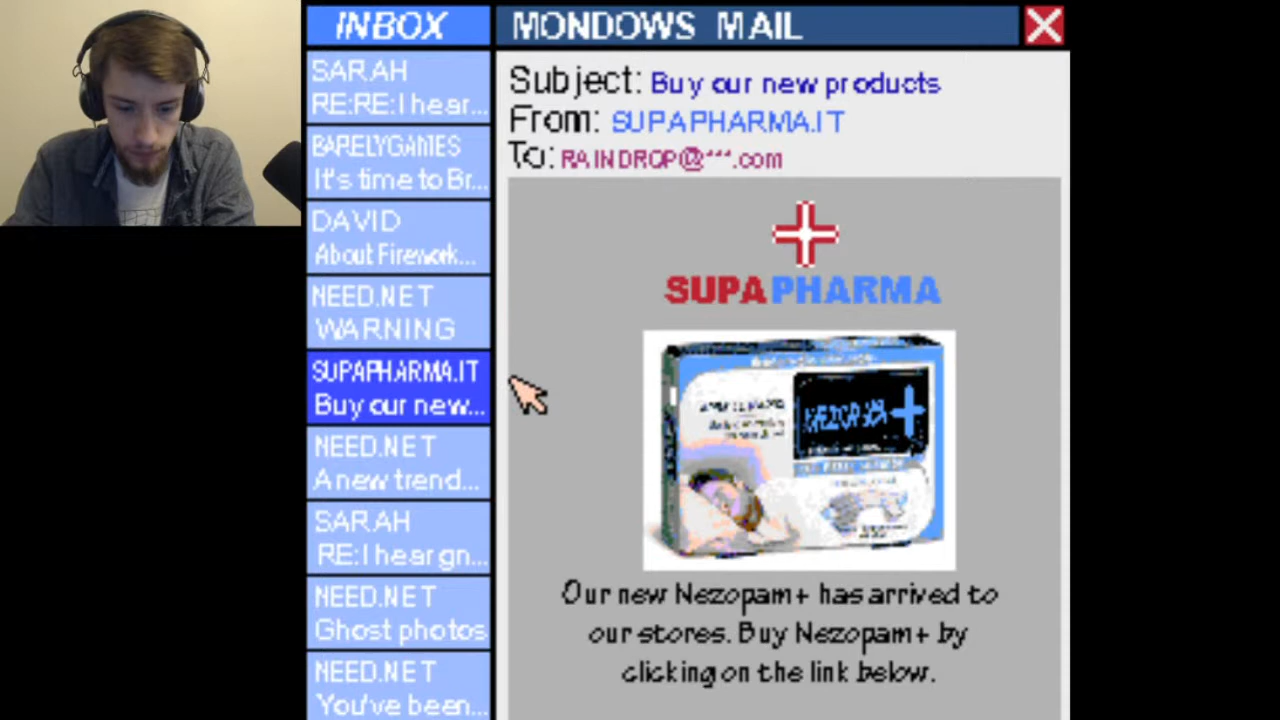 INBOX
MONDOWS MAIL
SARAH
RE:RE: I hear...
BARELYGAMES
It's time to Br...
DAVID
About Firework...
NEED.NET
WARNING
SUPAPHARMA.IT
Buy our new...
NEED.NET
A new trend...
SARAH
RE: I hear gn...
NEED.NET
Ghost photos
NEED.NET
You've been...
Subject: Buy our new products
From: SUPAPHARMA.IT
To: RAINDROP@***.com
SUPAPHARMA
Our new Nezopam+ has arrived to
our stores. Buy Nezopam+ by
clicking on the link below.